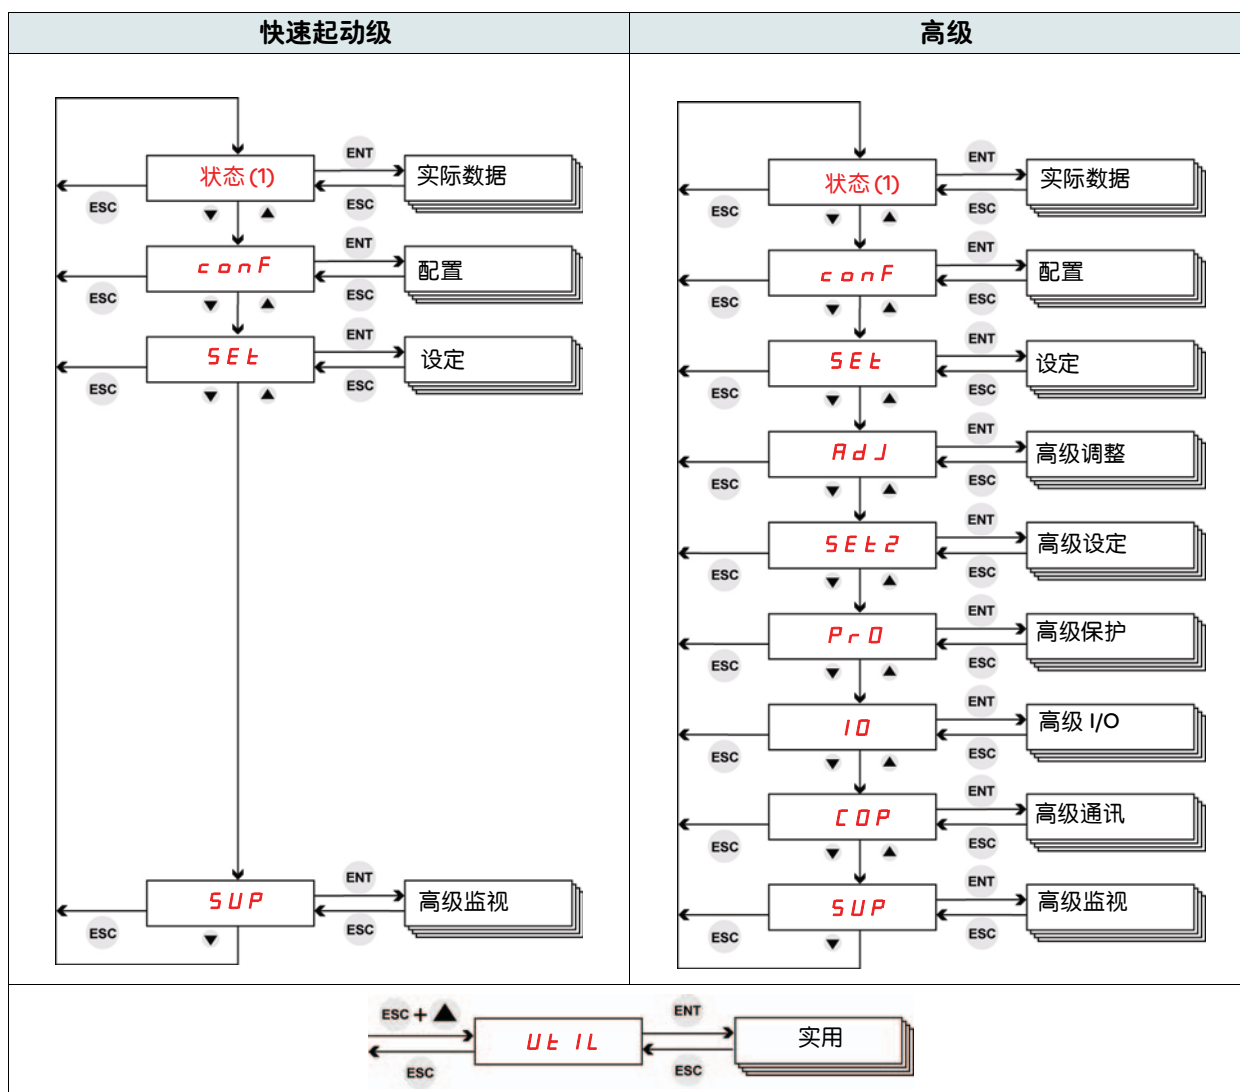 快速起动级
高级
ENT
状态(1)
实际数据
ESC
ESC
ENT
conF
配置
ESC
ESC
ENT
SEt
设定
ESC
ESC
ENT
SUP
高级监视
ESC
ESC
ENT
状态(1)
实际数据
ESC
ESC
ENT
conF
配置
ESC
ESC
ENT
SEt
设定
ESC
ESC
ENT
AdJ
高级调整
ESC
ESC
ENT
SEt2
高级设定
ESC
ESC
ENT
PrO
高级保护
ESC
ESC
ENT
IO
高级 I/O
ESC
ESC
ENT
COP
高级通讯
ESC
ESC
ENT
SUP
高级监视
ESC
ESC
ESC + ▲
ENT
UtIL
实用
ESC
ESC